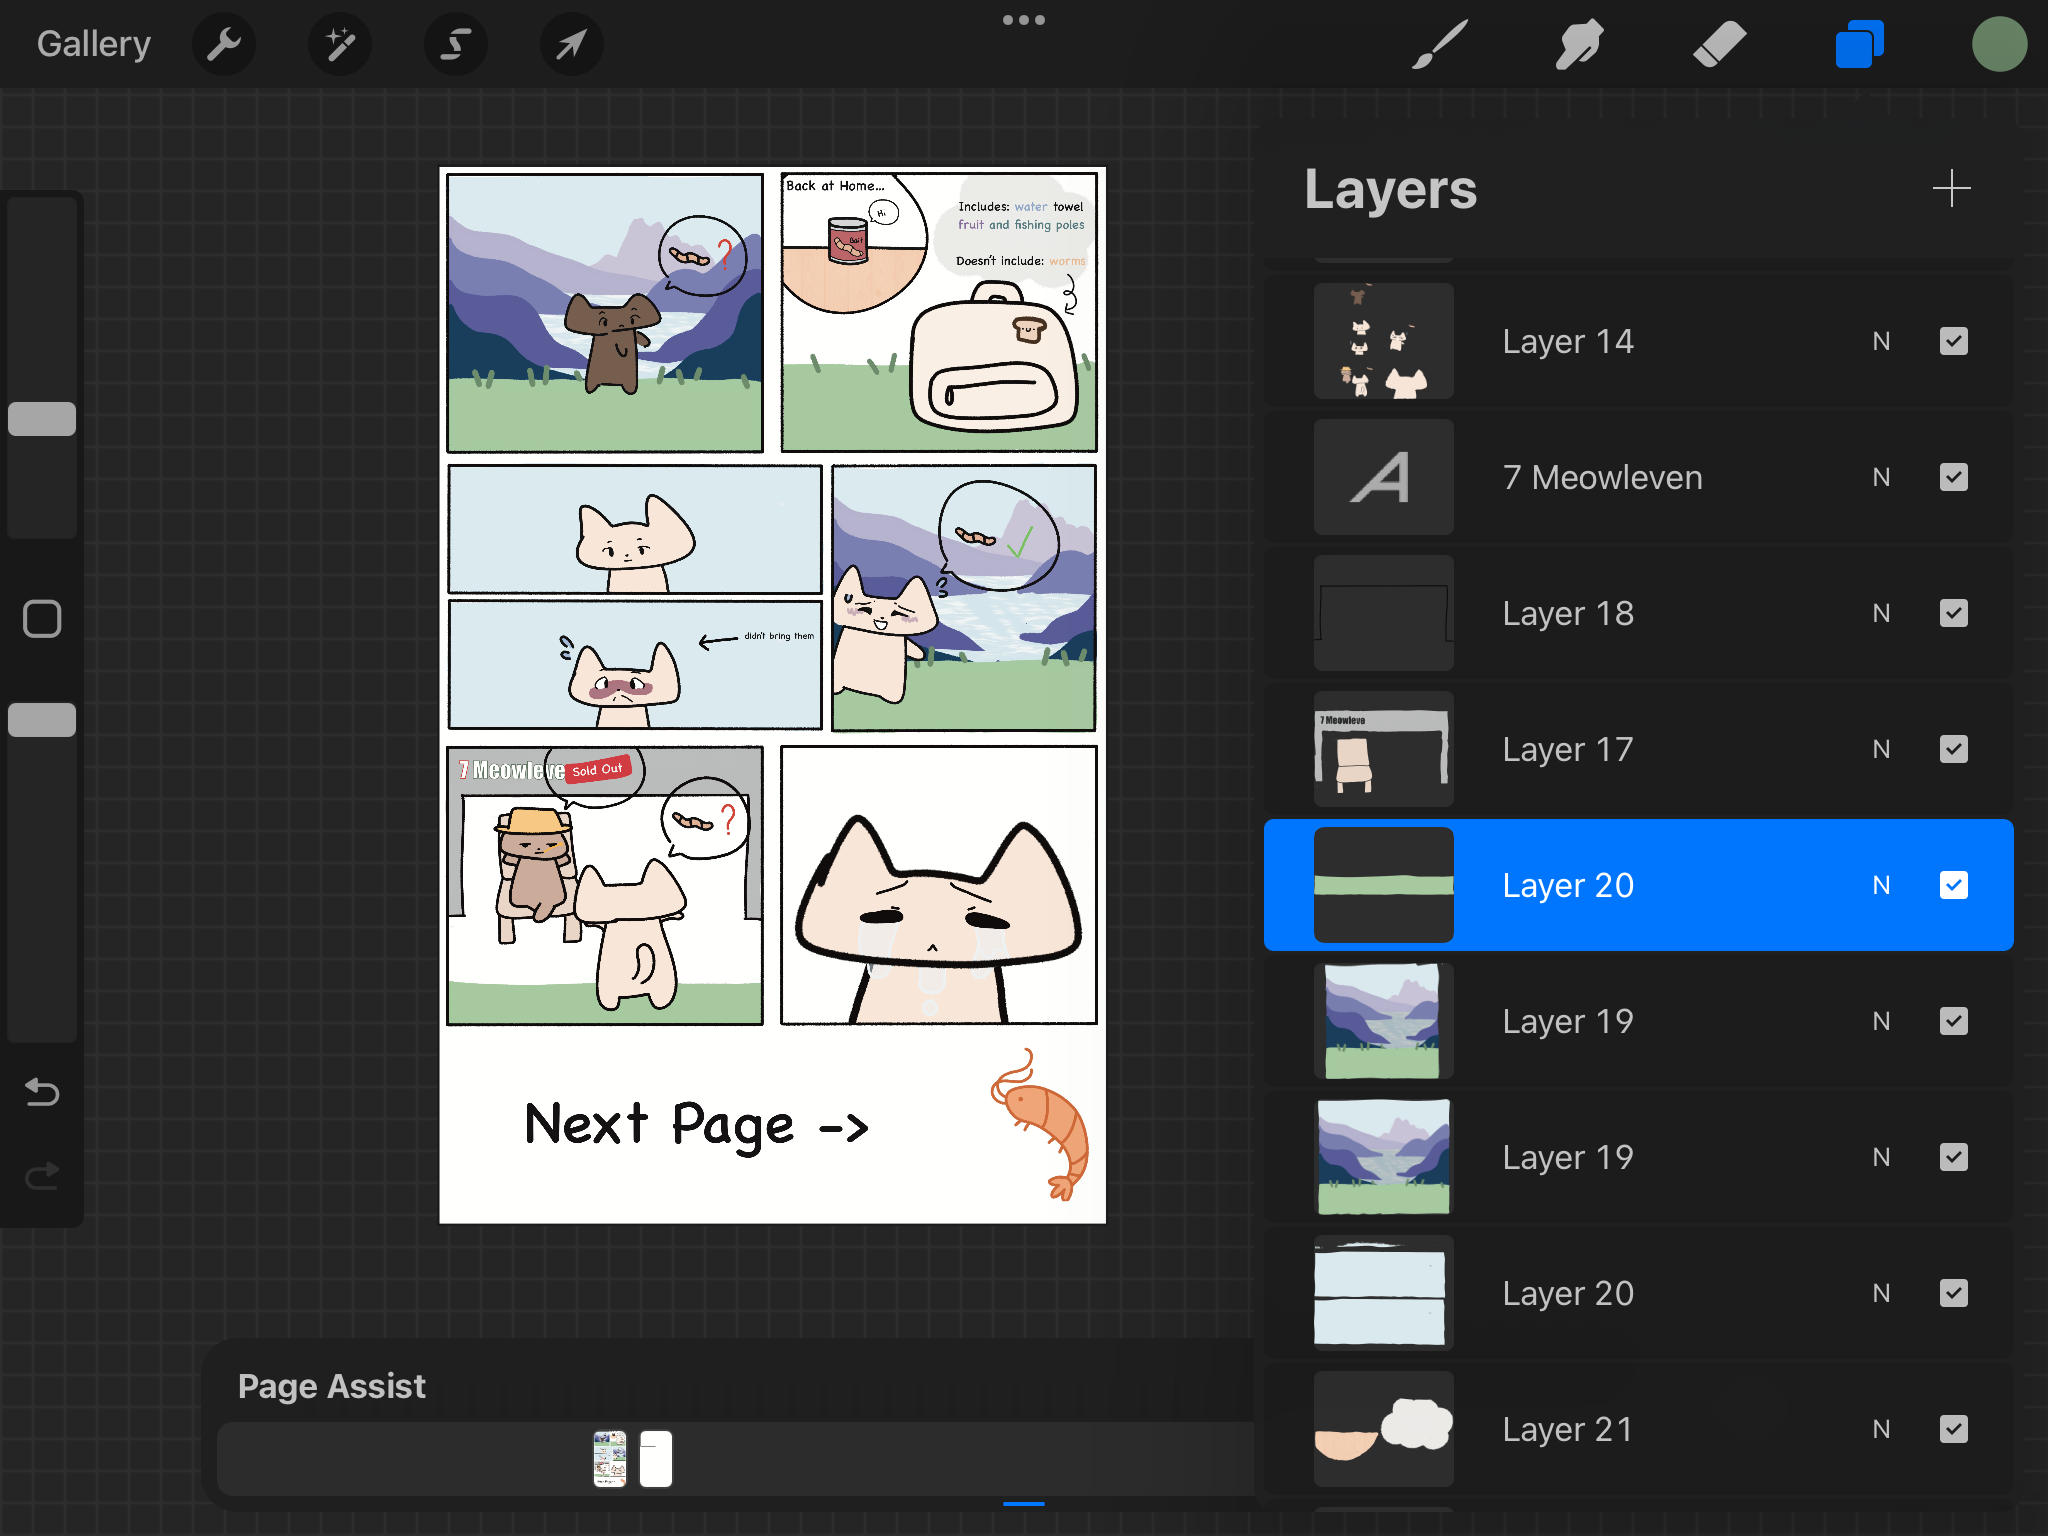 Gallery
Layers
Back at Home...
Hi
Bait
Includes: water towel
fruit and fishing poles
Doesn't include: worms
?
didn't bring them
7 Meowleve
Sold Out
?
Next Page ->
Layer 14 N
7 Meowleven N
Layer 18 N
7 Meowleve
Layer 17 N
Layer 20 N
Layer 19 N
Layer 19 N
Layer 20 N
Layer 21 N
Page Assist